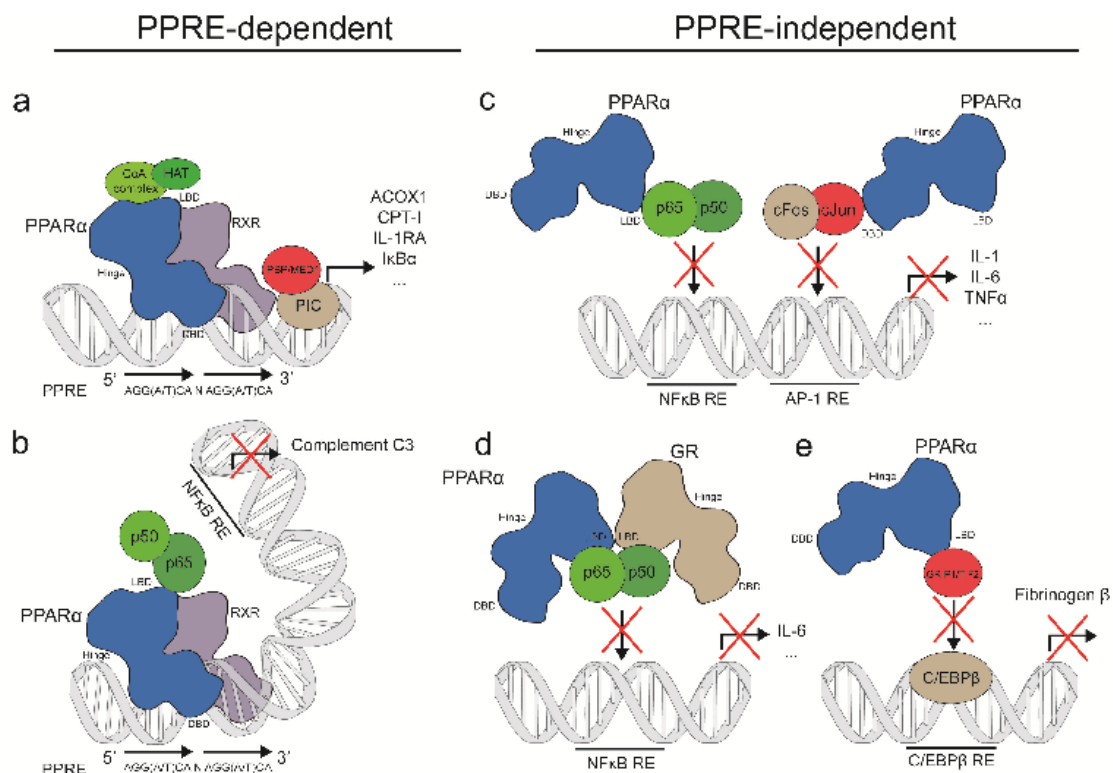 PPRE-dependent
PPRE-independent
a
CoA
complex
HAT
LBD
PPARα
RXR
Hinge
DBD
PBP/MED1
PIC
ACOX1
CPT-I
IL-1RA
IκBα
...
PPRE
5'
AGG(A/T)CA N AGG(A/T)CA
3'
b
Complement C3
NFκB RE
p50
p65
LBD
PPARα
RXR
Hinge
DBD
PPRE
5'
AGG(A/T)CA N AGG(A/T)CA
3'
c
PPARα
Hinge
DBD
LBD
p65
p50
cFos
cJun
PPARα
Hinge
DBD
LBD
IL-1
IL-6
TNFα
...
NFκB RE
AP-1 RE
d
PPARα
Hinge
DBD
LBD
GR
Hinge
DBD
p65
p50
IL-6
...
NFκB RE
e
PPARα
Hinge
DBD
LBD
Fibrinogen β
C/EBPβ
C/EBPβ RE